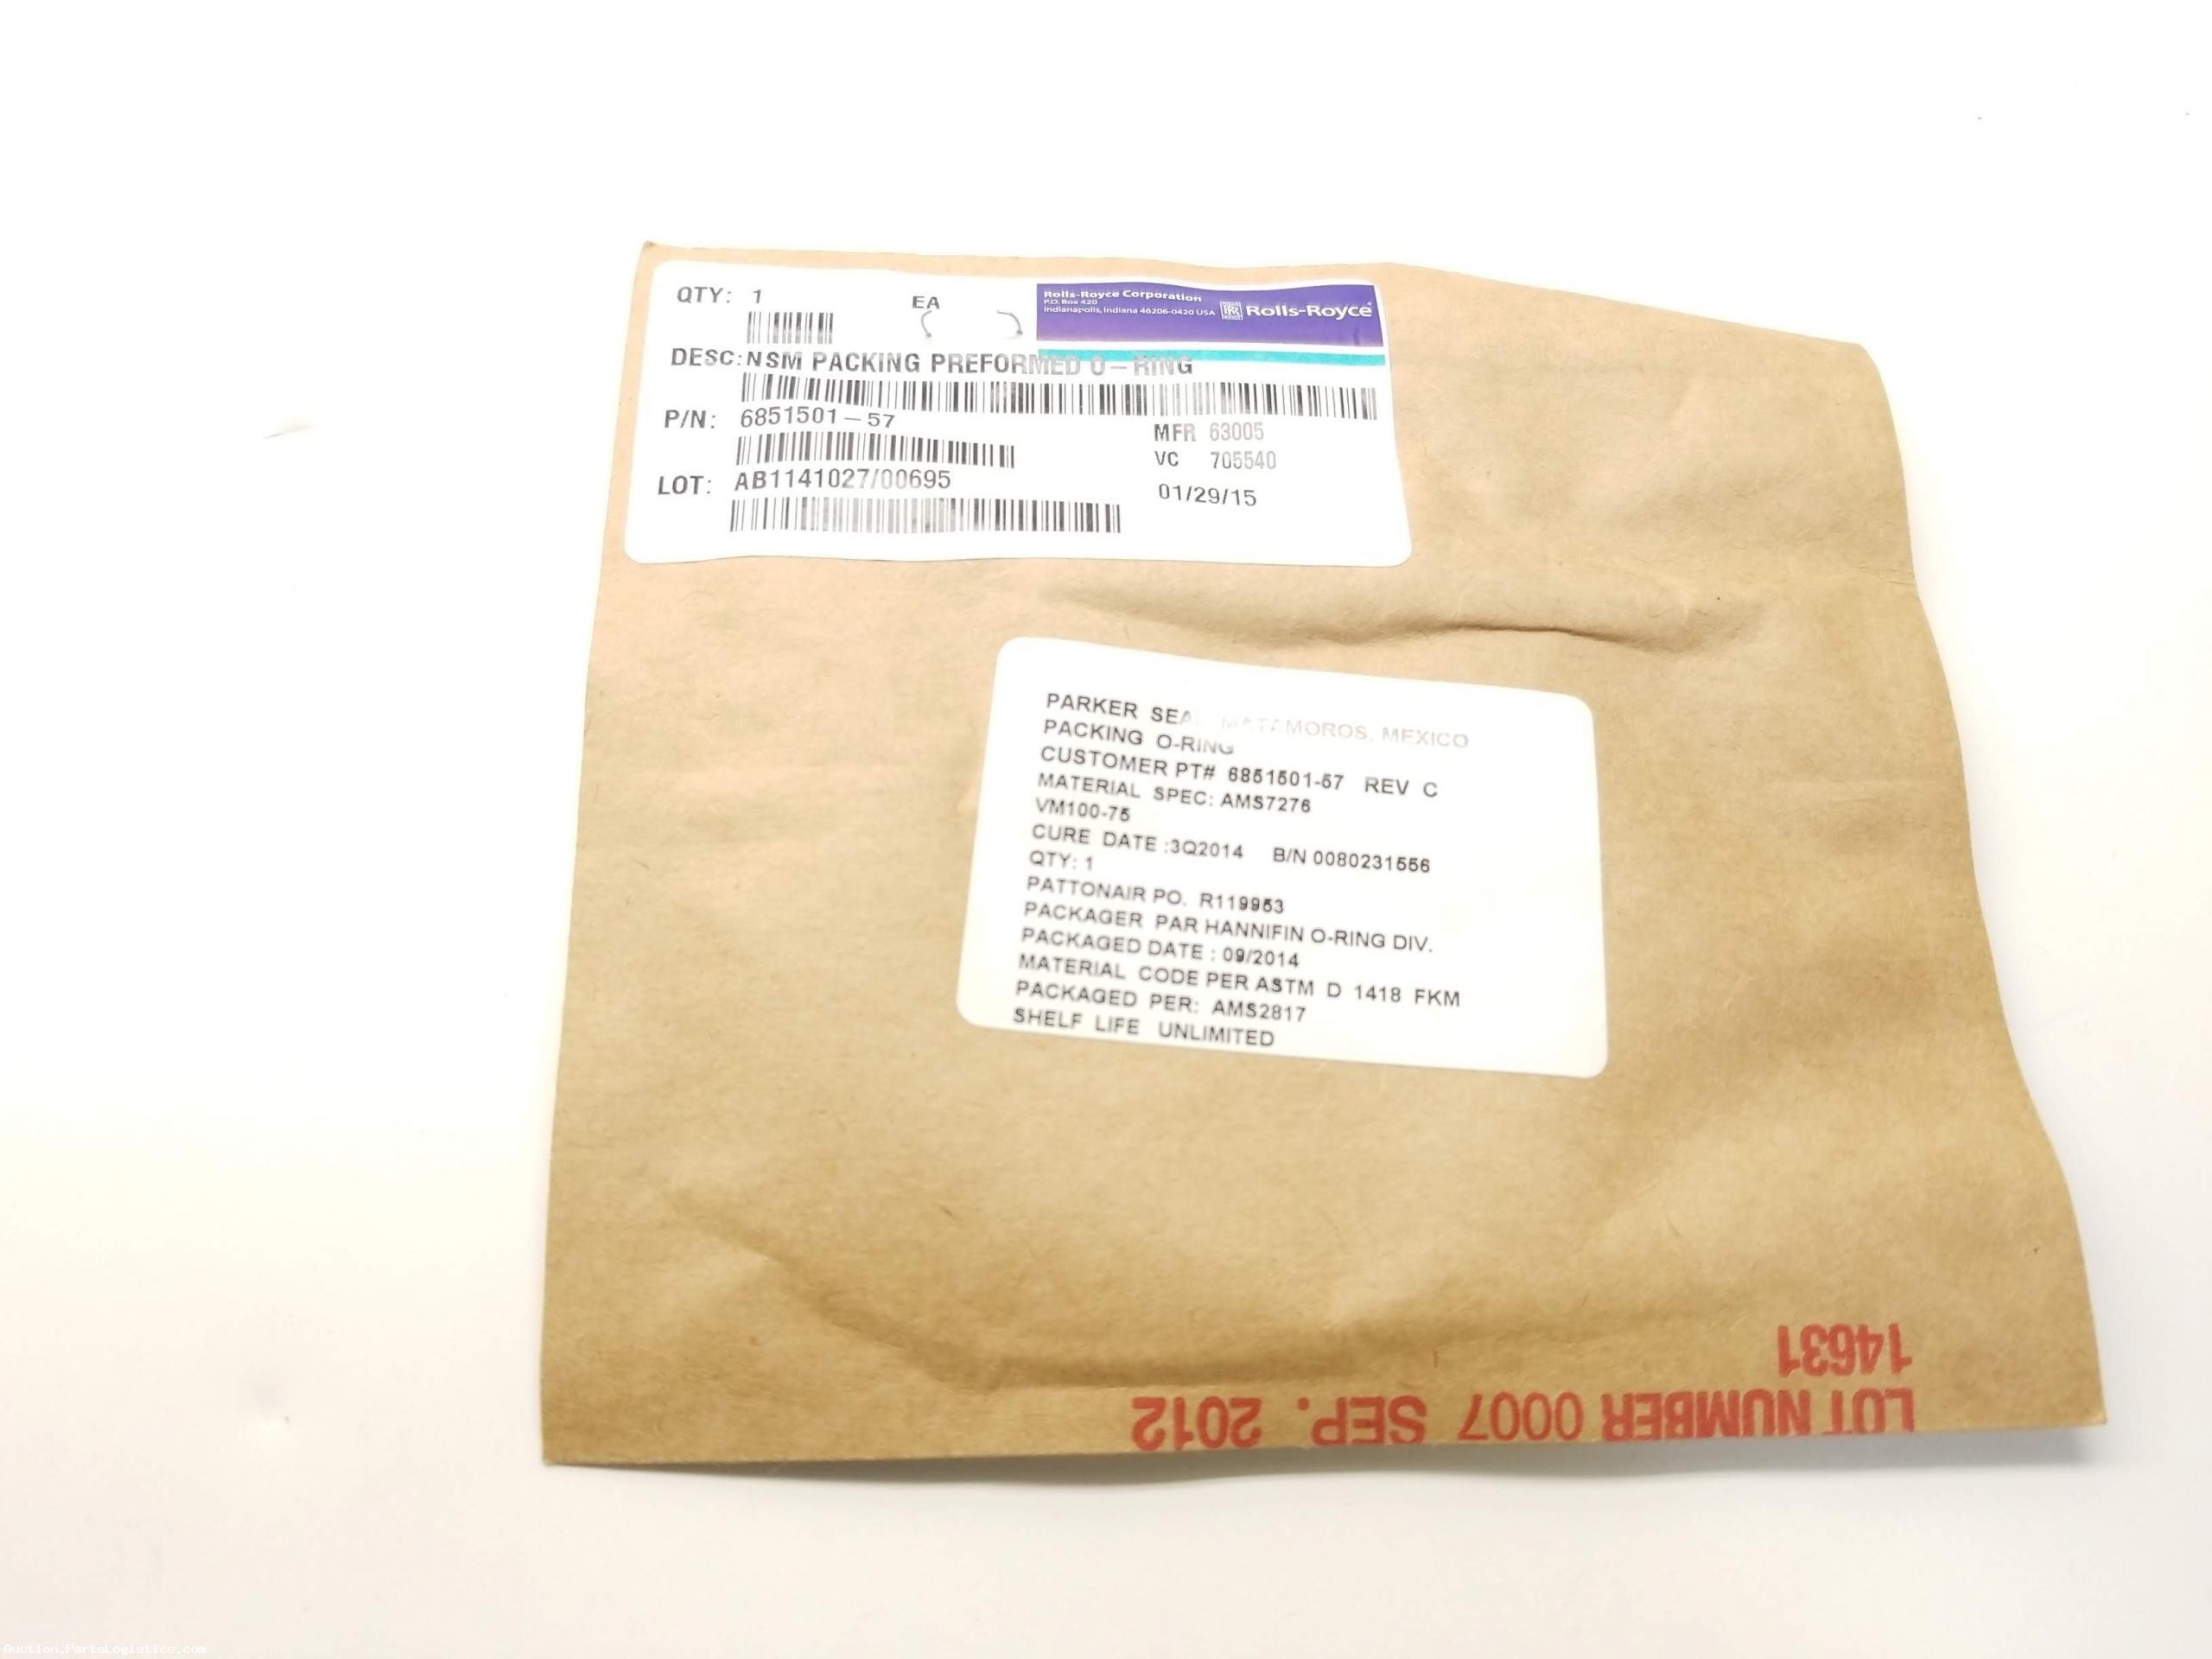 QTY: 1 EA
Rolls-Royce Corporation
P.O. Box 420
Indianapolis, Indiana 46206-0420 USA
Rolls-Royce
DESC:NSM PACKING PREFORMED O-RING
P/N: 6851501-57
MFR 63005
VC 705540
LOT: AB1141027/00695
01/29/15
PARKER SEAL MATAMOROS, MEXICO
PACKING O-RING
CUSTOMER PT# 6851501-57 REV C
MATERIAL SPEC: AMS7276
VM100-75
CURE DATE :3Q2014 B/N 0080231556
QTY: 1
PATTONAIR PO. R119953
PACKAGER PAR HANNIFIN O-RING DIV.
PACKAGED DATE : 09/2014
MATERIAL CODE PER ASTM D 1418 FKM
PACKAGED PER: AMS2817
SHELF LIFE UNLIMITED
LOT NUMBER 0007 SEP. 2012
14631
Auction.PartsLogistics.com